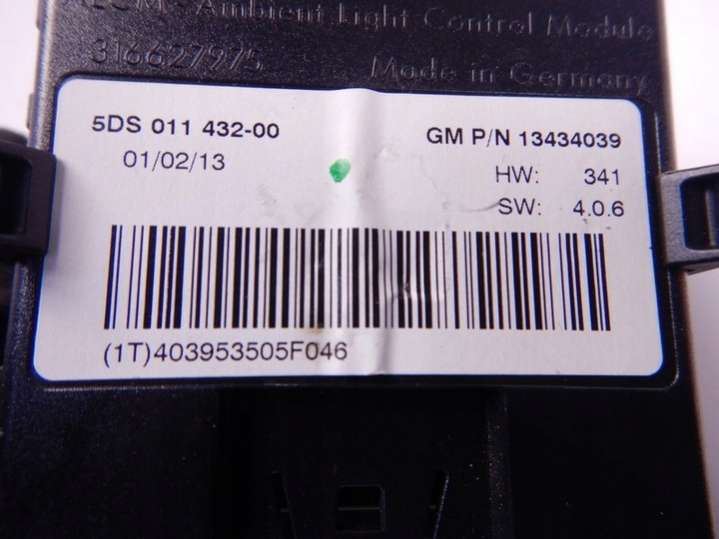 Ambient Light Control Module
316627975 Made in Germany
5DS 011 432-00 GM P/N 13434039
01/02/13 HW: 341
SW: 4.0.6
(1T)403953505F046